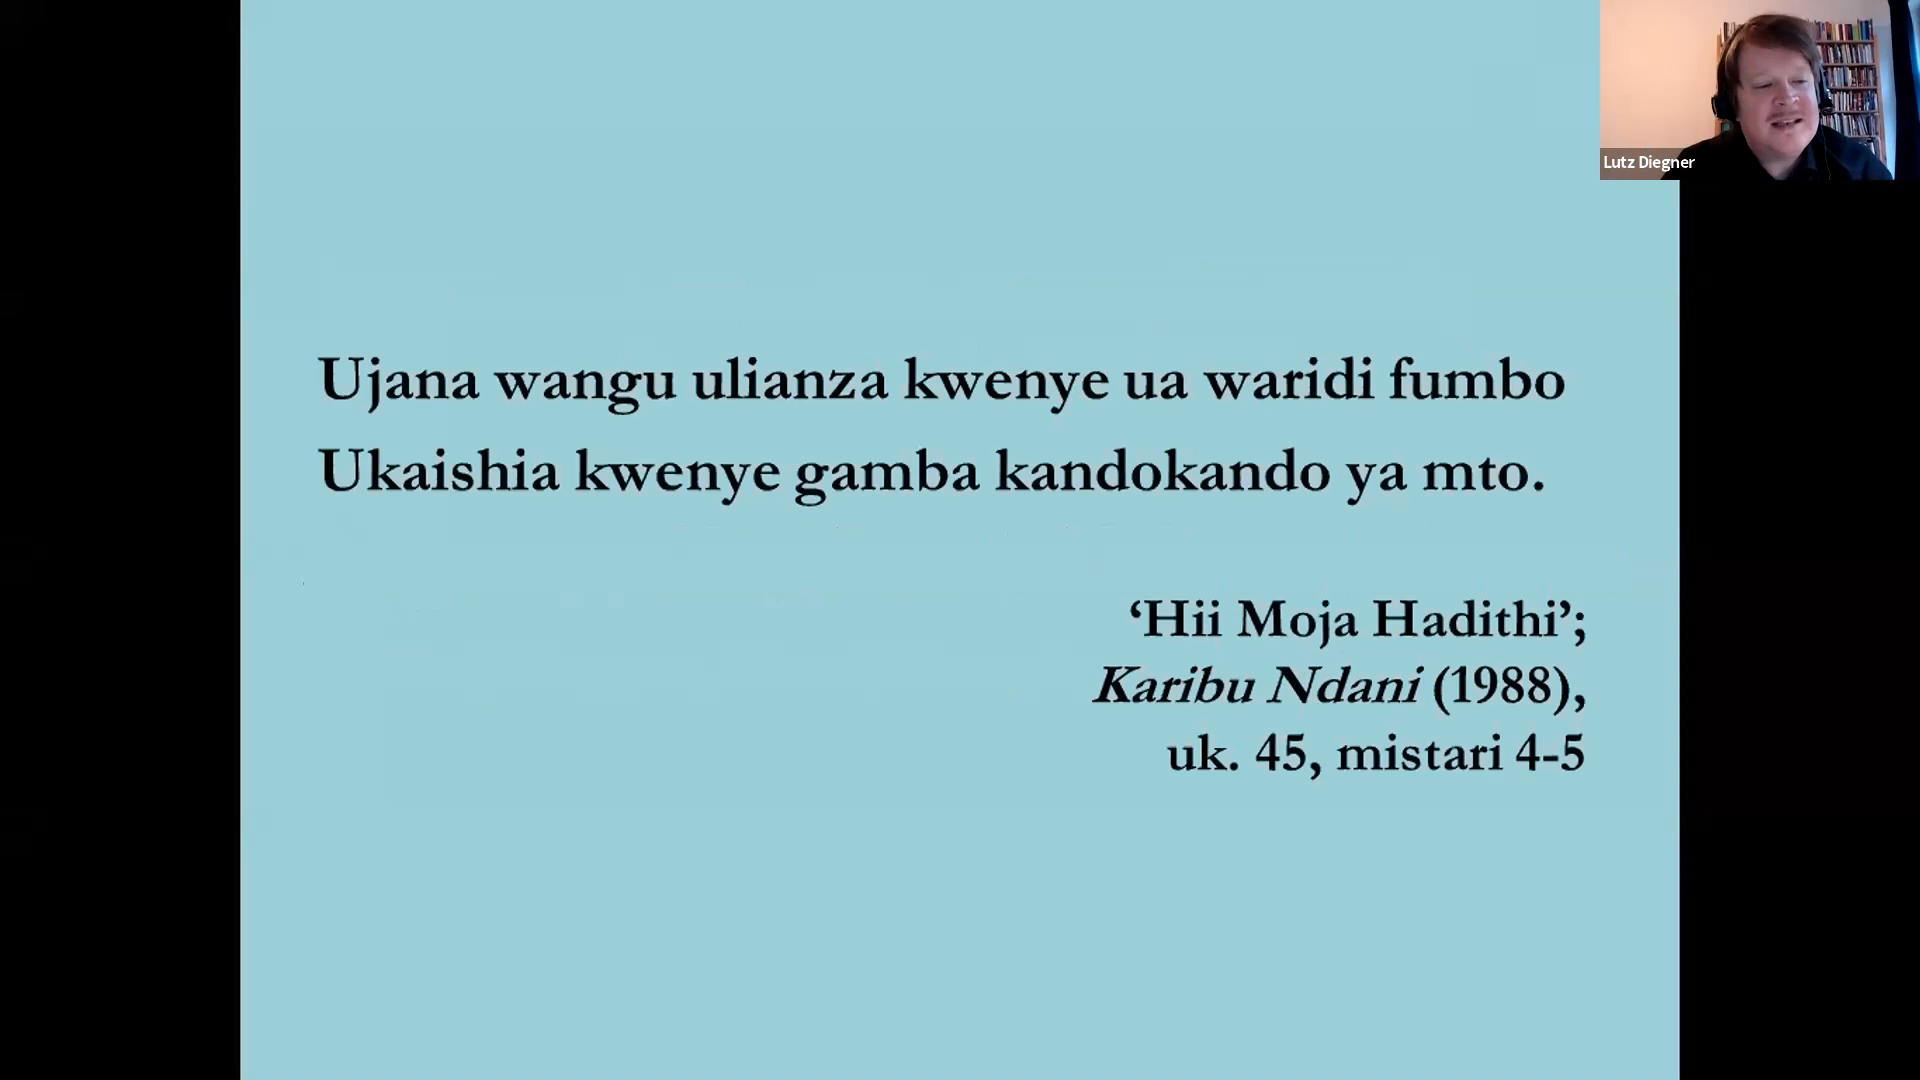 Ujana wangu ulianza kwenye ua waridi fumbo
Ukaishia kwenye gamba kandokando ya mto.
‘Hii Moja Hadithi’;
Karibu Ndani (1988),
uk. 45, mistari 4-5
Lutz Diegner